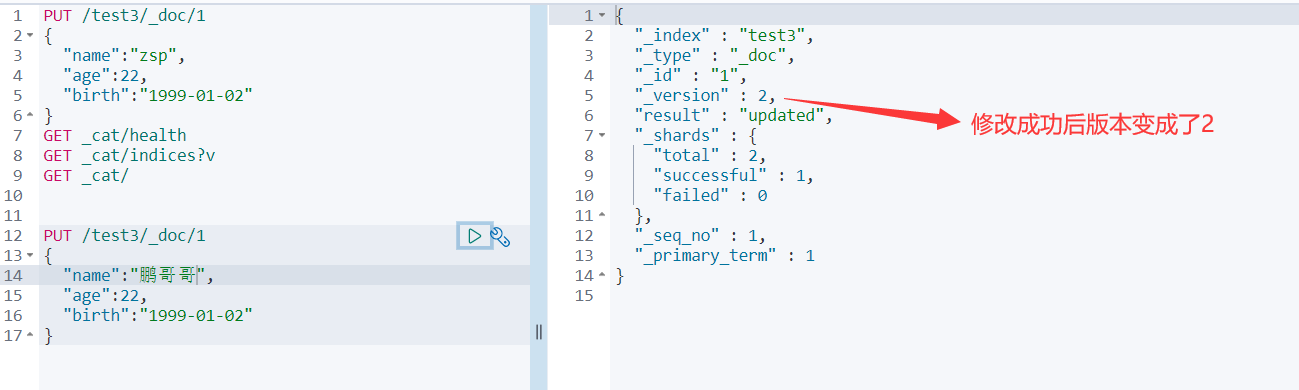 1 PUT /test3/_doc/1
2 {
3 "name":"zsp",
4 "age":22,
5 "birth":"1999-01-02"
6 }
7 GET _cat/health
8 GET _cat/indices?v
9 GET _cat/
10
11
12 PUT /test3/_doc/1
13 {
14 "name":"鹏哥哥",
15 "age":22,
16 "birth":"1999-01-02"
17 }
1 {
2 "_index" : "test3",
3 "_type" : "_doc",
4 "_id" : "1",
5 "_version" : 2,
6 "result" : "updated",
7 "_shards" : {
8 "total" : 2,
9 "successful" : 1,
10 "failed" : 0
11 },
12 "_seq_no" : 1,
13 "_primary_term" : 1
14 }
15
修改成功后版本变成了2